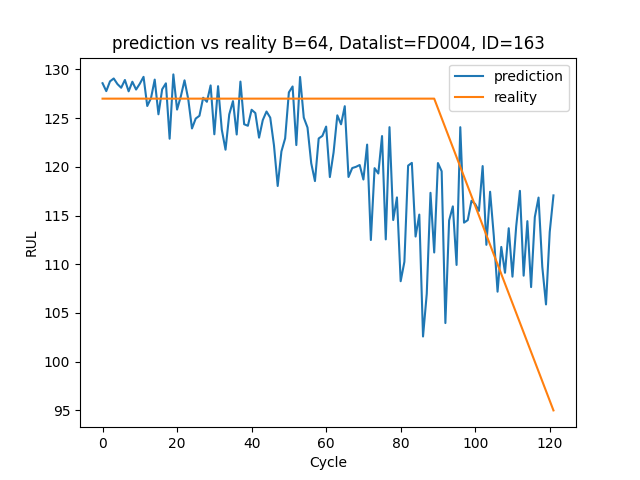 prediction vs reality B=64, Datalist=FD004, ID=163
prediction
reality
RUL
130
125
120
115
110
105
100
95
0 20 40 60 80 100 120
Cycle